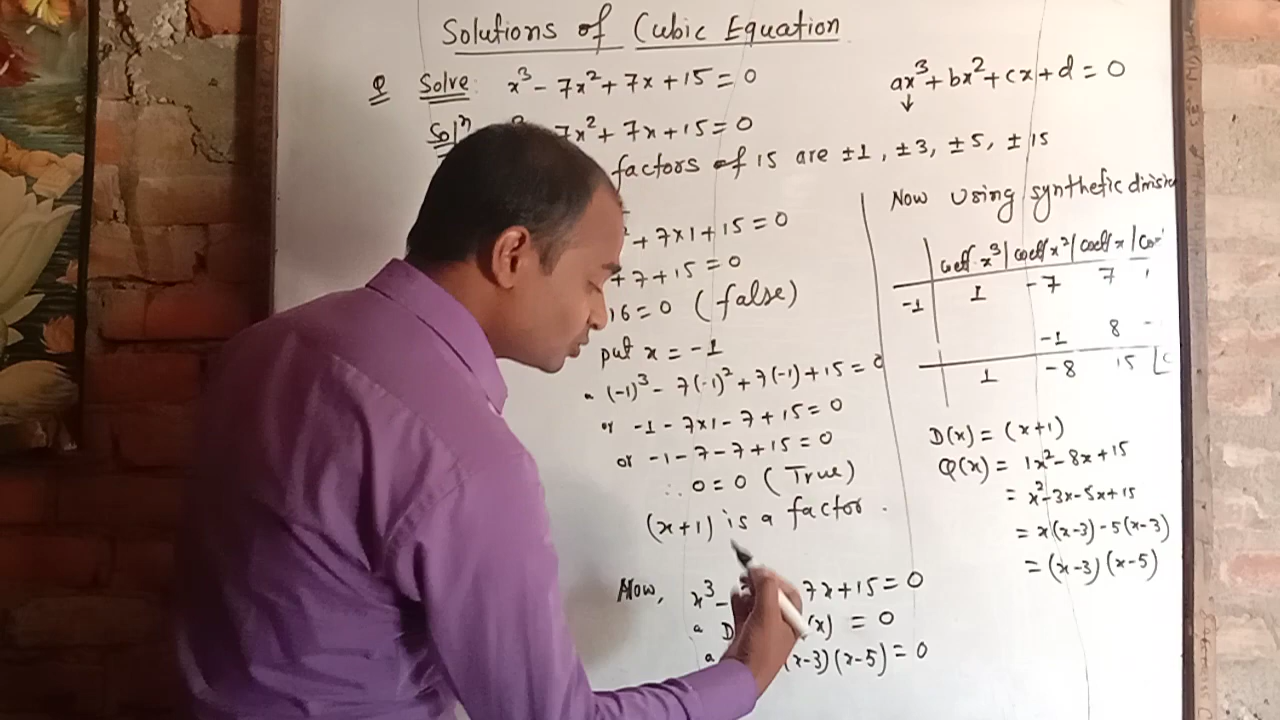 Solutions of Cubic Equation
Q Solve: x³ - 7x² + 7x + 15 = 0
Solⁿ 7x² + 7x + 15 = 0
factors of 15 are ±1, ±3, ±5, ±15
+ 7×1 + 15 = 0
+ 7 + 15 = 0
16 = 0 (false)
put x = -1
(-1)³ - 7(-1)² + 7(-1) + 15 = 0
or -1 - 7×1 - 7 + 15 = 0
or -1 - 7 - 7 + 15 = 0
∴ 0 = 0 (True)
(x+1) is a factor.
Now, x³ - 7x + 15 = 0
(x) = 0
(x-3)(x-5) = 0
ax³ + bx² + cx + d = 0
↓
Now using synthetic
coeff. x³ | coeff x² | coeff x |
-1 1 -7 7
-1 8
1 -8 15
D(x) = (x+1)
Q(x) = 1x² - 8x + 15
= x² - 3x - 5x + 15
= x(x-3) - 5(x-3)
= (x-3)(x-5)